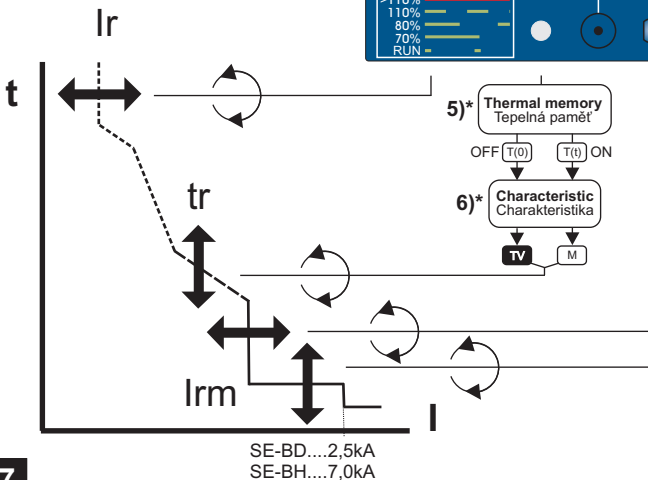 >110%
110%
80%
70%
RUN
Ir
t
5)* Thermal memory
Tepelná paměť
OFF T(0) T(t) ON
6)* Characteristic
Charakteristika
TV M
tr
Irm
I
SE-BD....2,5kA
SE-BH....7,0kA
7